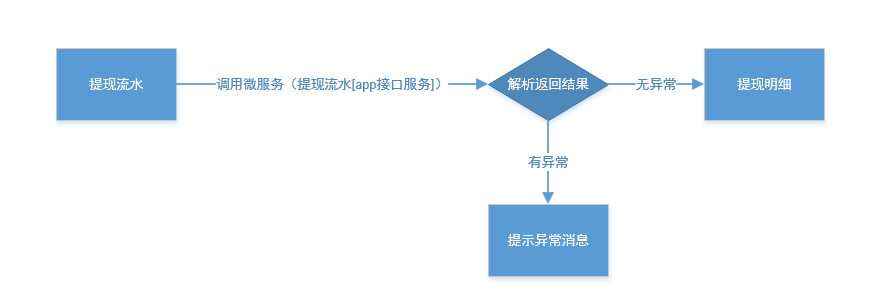 提现流水
调用微服务（提现流水[app接口服务]）
解析返回结果
无异常
提现明细
有异常
提示异常消息